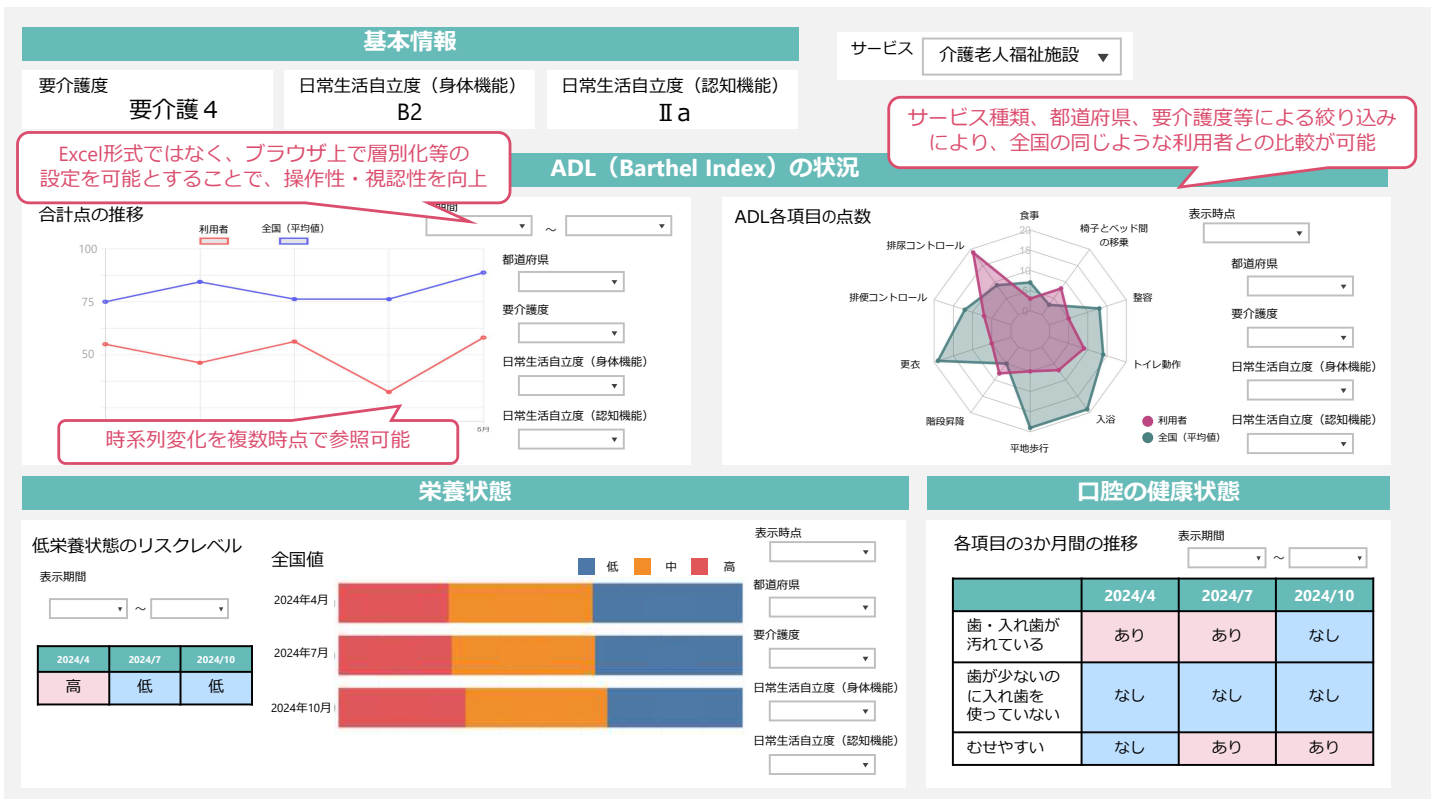 基本情報
サービス
介護老人福祉施設
要介護度
要介護4
日常生活自立度（身体機能）
B2
日常生活自立度（認知機能）
Ⅱa
Excel形式ではなく、ブラウザ上で層別化等の
設定を可能とすることで、操作性・視認性を向上
サービス種類、都道府県、要介護度等による絞り込み
により、全国の同じような利用者との比較が可能
ADL（Barthel Index）の状況
合計点の推移
利用者
全国（平均値）
～
100
75
50
5月
時系列変化を複数時点で参照可能
都道府県
要介護度
日常生活自立度（身体機能）
日常生活自立度（認知機能）
ADL各項目の点数
食事
椅子とベッド間
の移乗
整容
トイレ動作
入浴
平地歩行
階段昇降
更衣
排便コントロール
排尿コントロール
20
15
10
5
0
利用者
全国（平均値）
表示時点
都道府県
要介護度
日常生活自立度（身体機能）
日常生活自立度（認知機能）
栄養状態
低栄養状態のリスクレベル
表示期間
～
2024/4 2024/7 2024/10
高 低 低
全国値
低 中 高
2024年4月
2024年7月
2024年10月
表示時点
都道府県
要介護度
日常生活自立度（身体機能）
日常生活自立度（認知機能）
口腔の健康状態
各項目の3か月間の推移
表示期間
～
2024/4 2024/7 2024/10
歯・入れ歯が
汚れている
あり あり なし
歯が少ないの
に入れ歯を
使っていない
なし なし なし
むせやすい なし あり あり